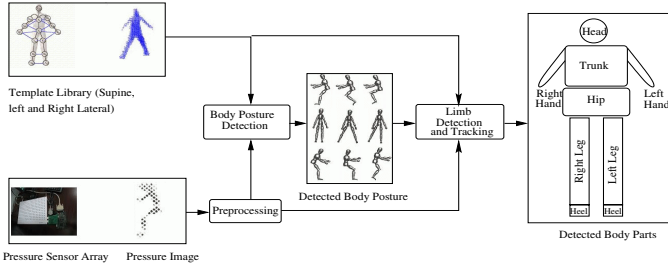 Template Library (Supine,
left and Right Lateral)
Body Posture
Detection
Detected Body Posture
Limb
Detection
and Tracking
Preprocessing
Pressure Sensor Array
Pressure Image
Head
Trunk
Right
Hand
Left
Hand
Hip
Right Leg
Left Leg
Heel
Heel
Detected Body Parts